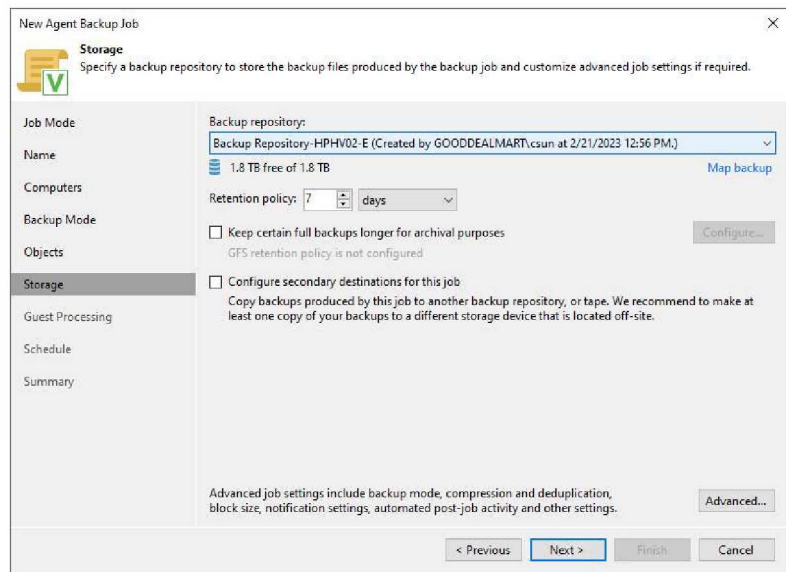 New Agent Backup Job
Storage
Specify a backup repository to store the backup files produced by the backup job and customize advanced job settings if required.
Job Mode
Name
Computers
Backup Mode
Objects
Storage
Guest Processing
Schedule
Summary
Backup repository:
Backup Repository-HPHV02-E (Created by GOODDEALMART\csun at 2/21/2023 12:56 PM.)
1.8 TB free of 1.8 TB
Map backup
Retention policy: 7 days
Keep certain full backups longer for archival purposes
Configure...
GFS retention policy is not configured
Configure secondary destinations for this job
Copy backups produced by this job to another backup repository, or tape. We recommend to make at
least one copy of your backups to a different storage device that is located off-site.
Advanced job settings include backup mode, compression and deduplication,
block size, notification settings, automated post-job activity and other settings.
Advanced...
< Previous
Next >
Finish
Cancel